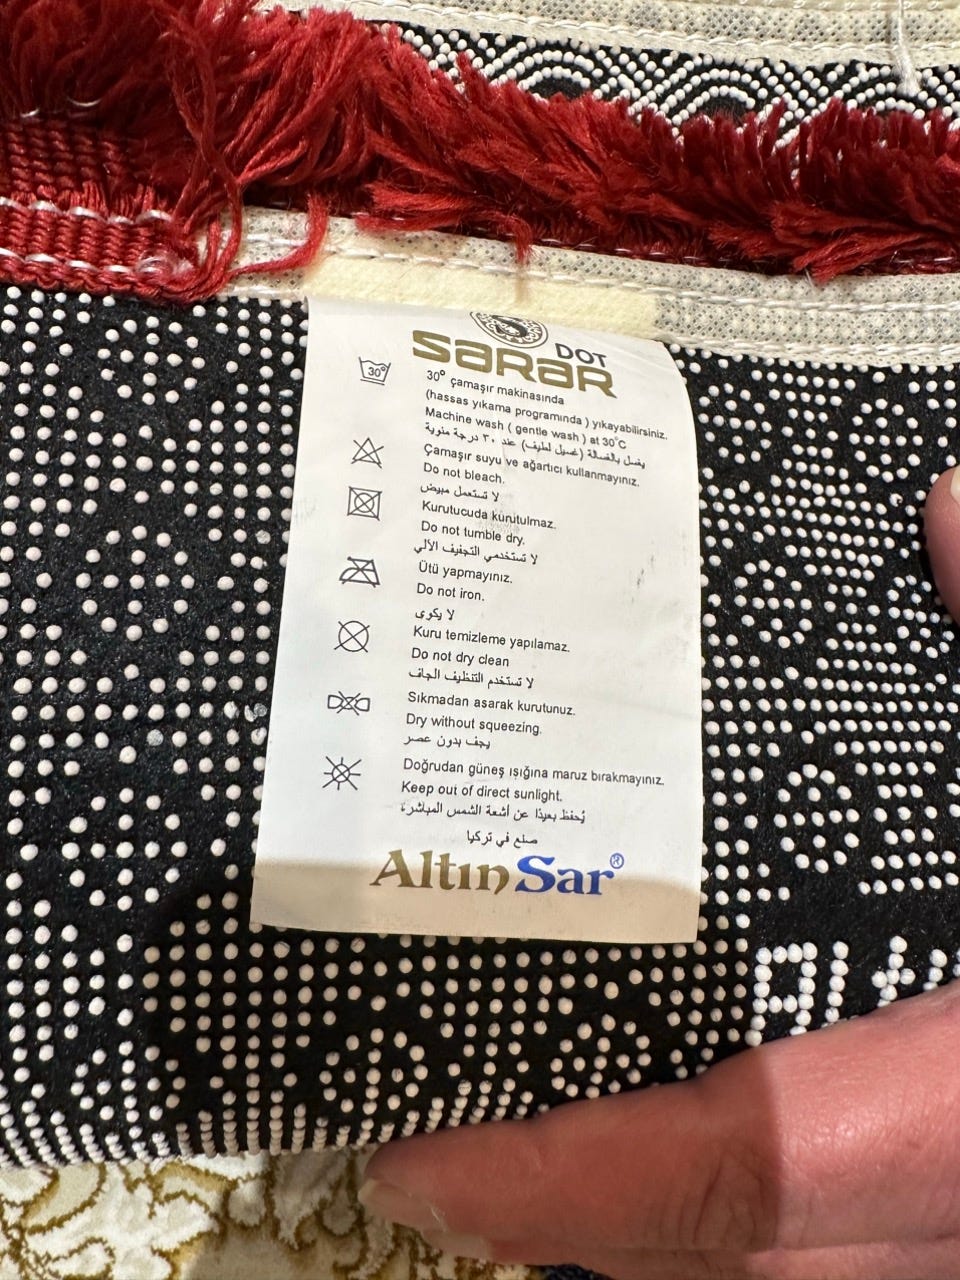 DOT
SARAR
30°
30° çamaşır makinasında
(hassas yıkama programında ) yıkayabilirsiniz.
Machine wash ( gentle wash ) at 30°C
يغسل بالغسالة (غسيل لطيف) عند ٣٠ درجة مئوية
Çamaşır suyu ve ağartıcı kullanmayınız.
Do not bleach.
لا تستعمل مبيض
Kurutucuda kurutulmaz.
Do not tumble dry.
لا تستخدمي التجفيف الآلي
Ütü yapmayınız.
Do not iron.
لا يكوى
Kuru temizleme yapılamaz.
Do not dry clean
لا تستخدم التنظيف الجاف
Sıkmadan asarak kurutunuz.
Dry without squeezing.
يجف بدون عصر
Doğrudan güneş ışığına maruz bırakmayınız.
Keep out of direct sunlight.
يُحفظ بعيدًا عن أشعة الشمس المباشرة
صلع في تركيا
Altın Sar®